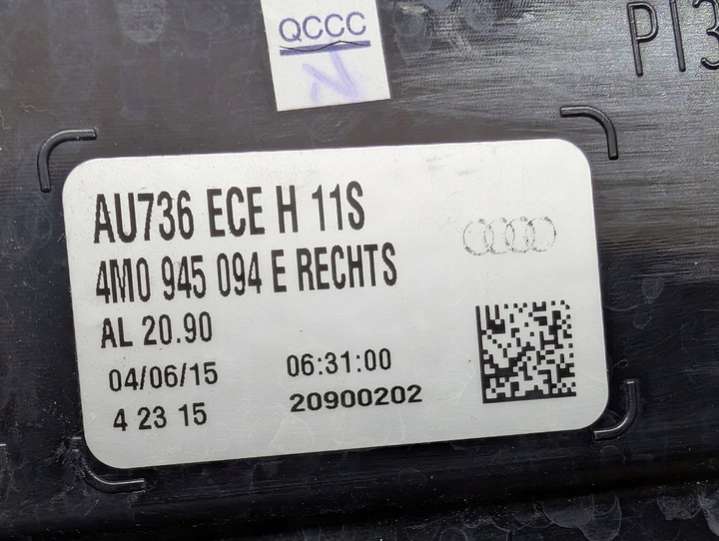 QCCC
PI3
AU736 ECE H 11S
4M0 945 094 E RECHTS
AL 20.90
04/06/15 06:31:00
4 23 15 20900202